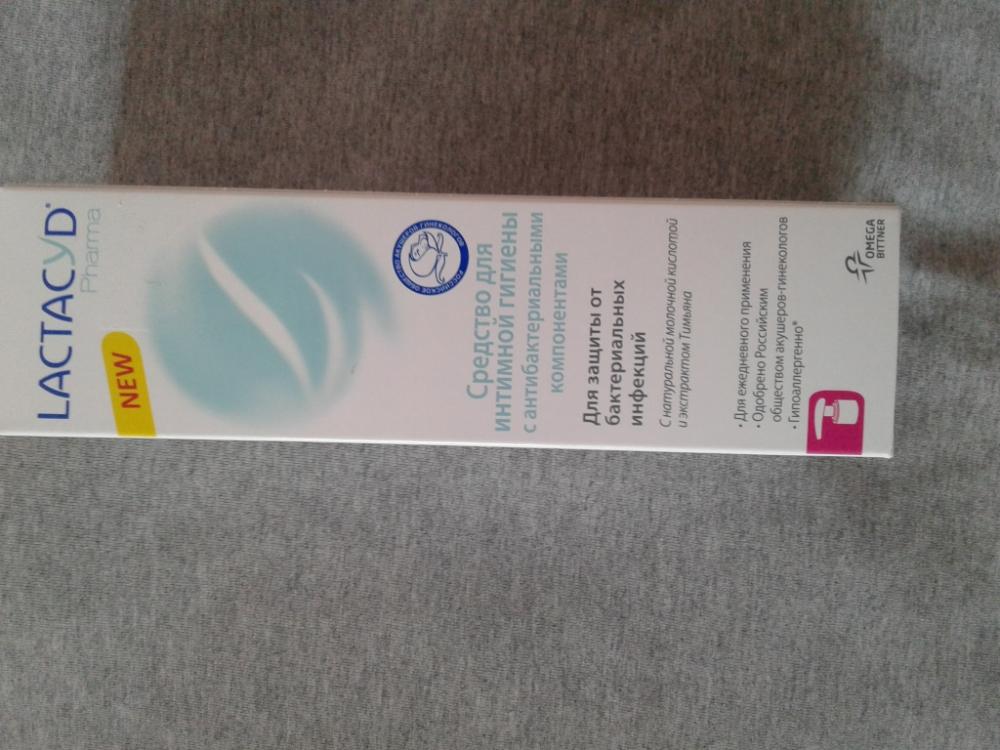 LACTACYD®
Pharma
NEW
РОССИЙСКОЕ ОБЩЕСТВО АКУШЕРОВ ГИНЕКОЛОГОВ
Средство для
интимной гигиены
с антибактериальными
компонентами
Для защиты от
бактериальных
инфекций
С натуральной молочной кислотой
и экстрактом Тимьяна
• Для ежедневного применения
• Одобрено Российским
обществом акушеров-гинекологов
• Гипоаллергенно*
OMEGA
BITTNER